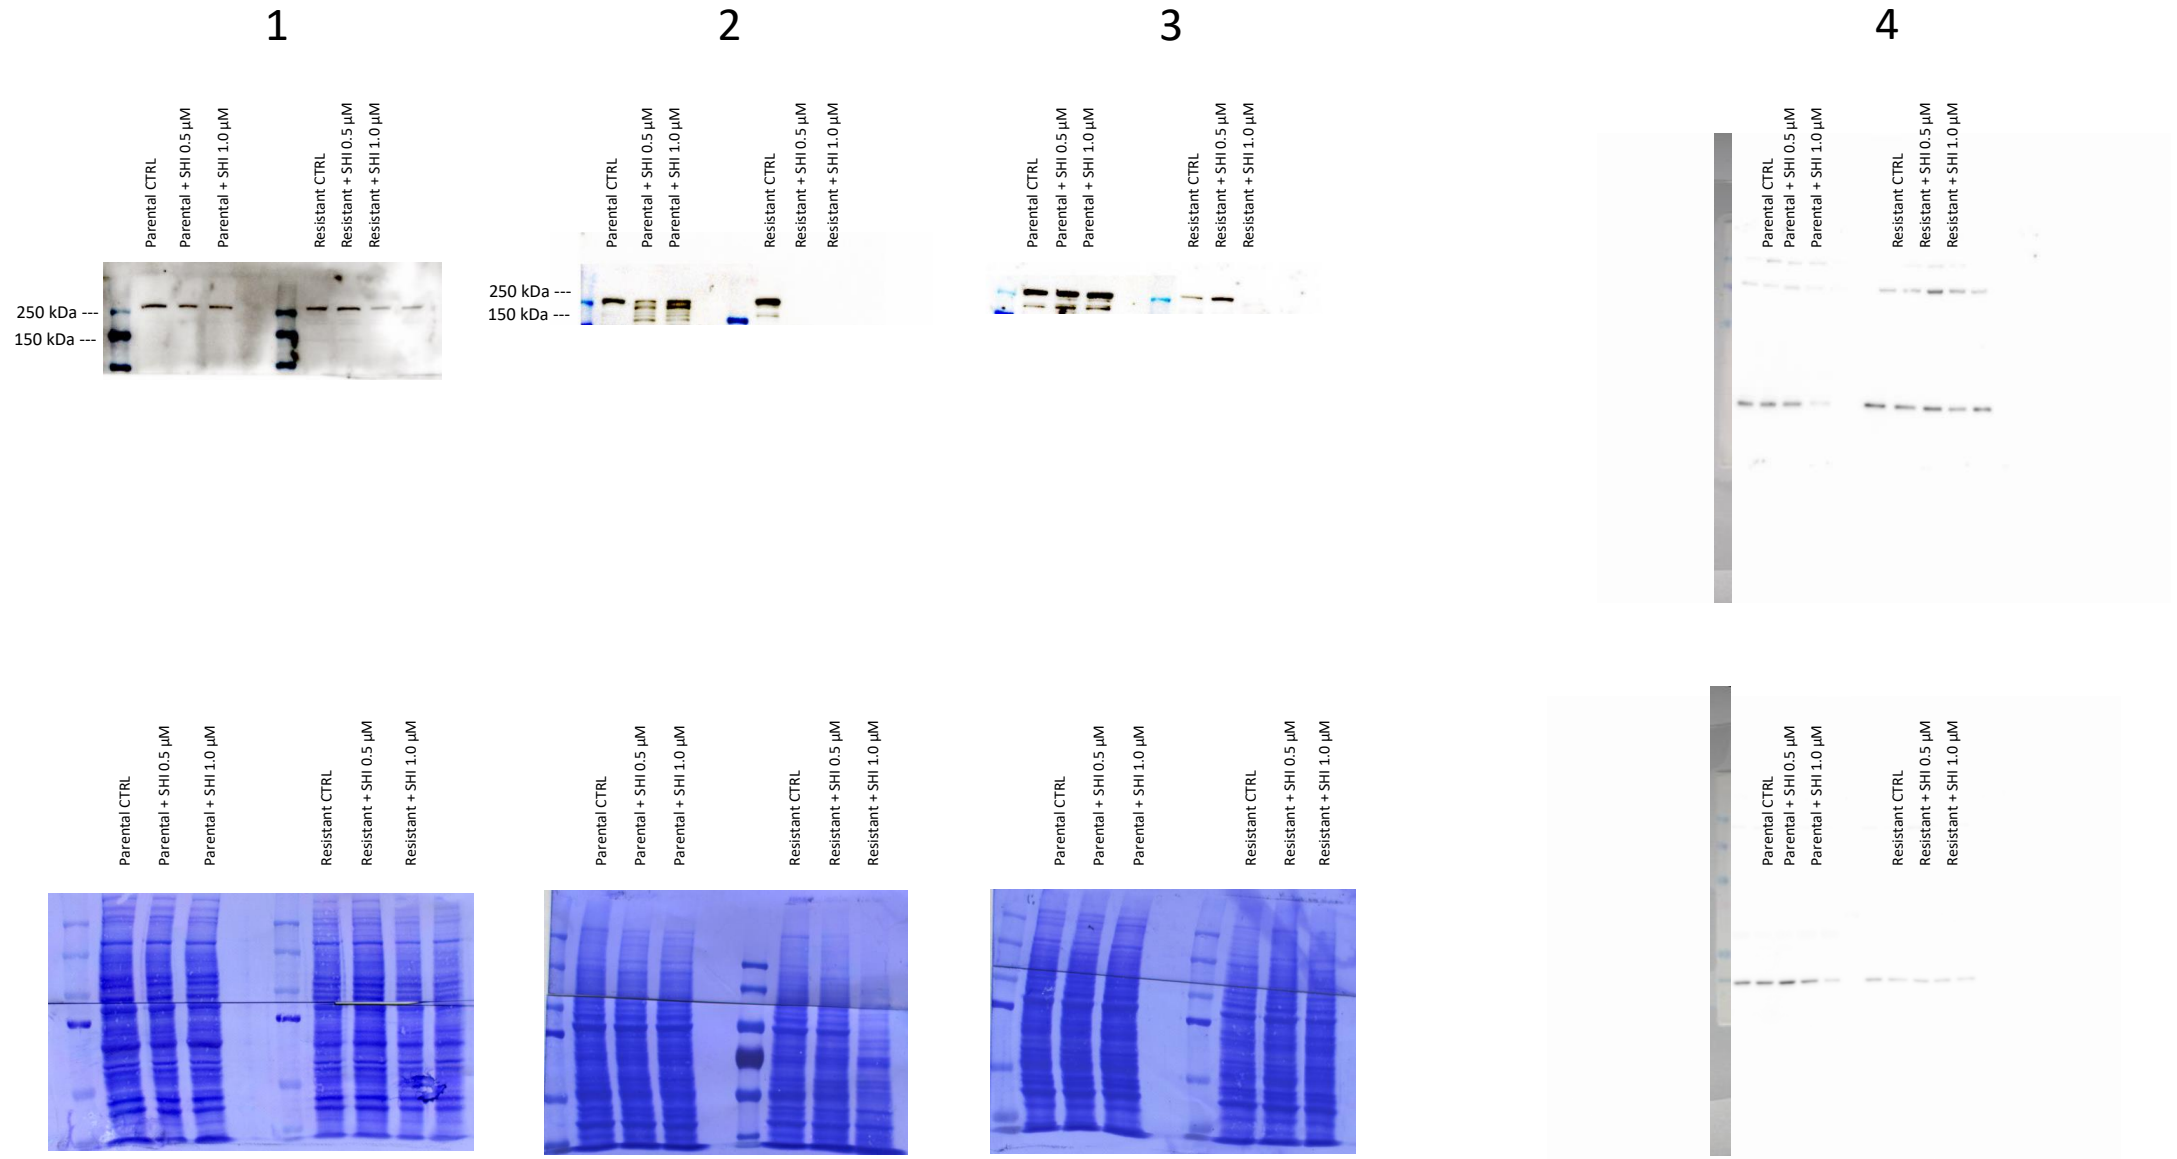 1
2
3
4
Parental CTRL
Parental + SHI 0.5 µM
Parental + SHI 1.0 µM
Resistant CTRL
Resistant + SHI 0.5 µM
Resistant + SHI 1.0 µM
250 kDa ---
150 kDa ---
Parental CTRL
Parental + SHI 0.5 µM
Parental + SHI 1.0 µM
Resistant CTRL
Resistant + SHI 0.5 µM
Resistant + SHI 1.0 µM
250 kDa ---
150 kDa ---
Parental CTRL
Parental + SHI 0.5 µM
Parental + SHI 1.0 µM
Resistant CTRL
Resistant + SHI 0.5 µM
Resistant + SHI 1.0 µM
Parental CTRL
Parental + SHI 0.5 µM
Parental + SHI 1.0 µM
Resistant CTRL
Resistant + SHI 0.5 µM
Resistant + SHI 1.0 µM
Parental CTRL
Parental + SHI 0.5 µM
Parental + SHI 1.0 µM
Resistant CTRL
Resistant + SHI 0.5 µM
Resistant + SHI 1.0 µM
Parental CTRL
Parental + SHI 0.5 µM
Parental + SHI 1.0 µM
Resistant CTRL
Resistant + SHI 0.5 µM
Resistant + SHI 1.0 µM
Parental CTRL
Parental + SHI 0.5 µM
Parental + SHI 1.0 µM
Resistant CTRL
Resistant + SHI 0.5 µM
Resistant + SHI 1.0 µM
Parental CTRL
Parental + SHI 0.5 µM
Parental + SHI 1.0 µM
Resistant CTRL
Resistant + SHI 0.5 µM
Resistant + SHI 1.0 µM